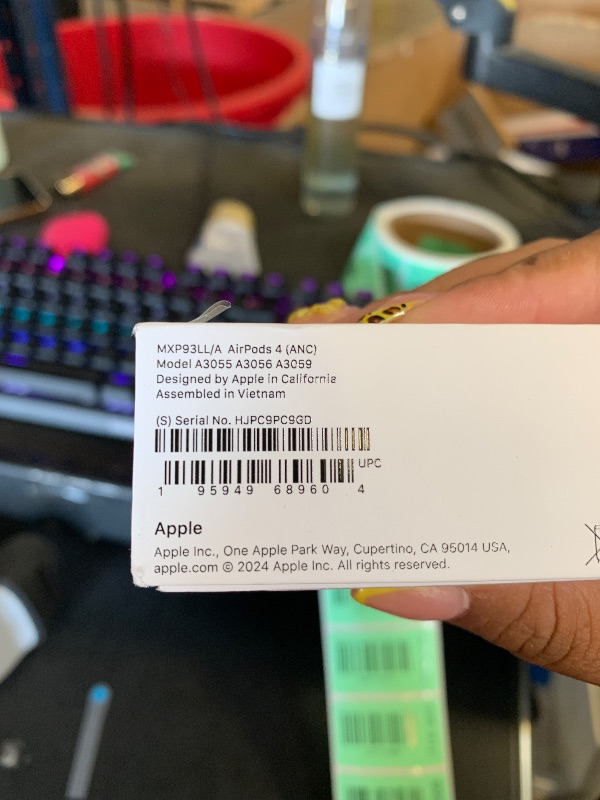 MXP93LL/A AirPods 4 (ANC)
Model A3055 A3056 A3059
Designed by Apple in California
Assembled in Vietnam
(S) Serial No. HJPC9PC9GD
UPC
1 95949 68960 4
Apple
Apple Inc., One Apple Park Way, Cupertino, CA 95014 USA,
apple.com © 2024 Apple Inc. All rights reserved.